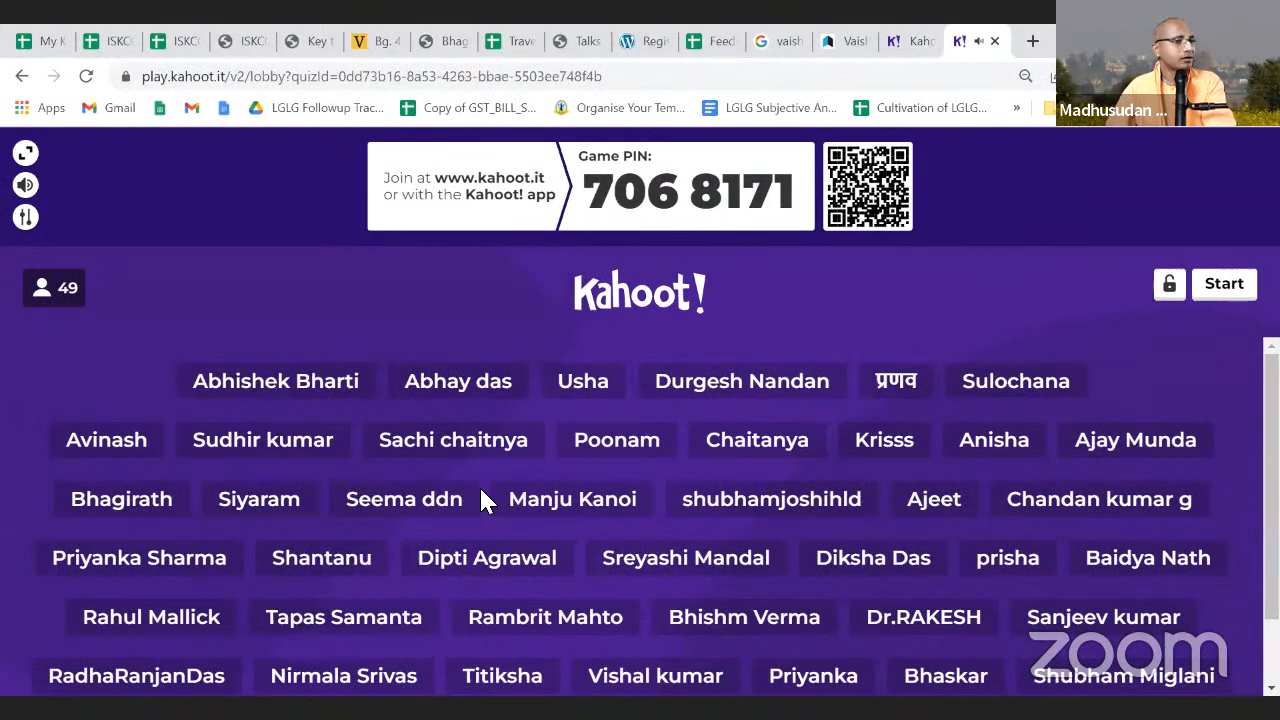 My K
ISKCC
ISKC
ISKC
Key t
Bg. 4
Bhag
Trave
Talks
Regis
Feed
vaish
Vaish
Kaho
play.kahoot.it/v2/lobby?quizId=0dd73b16-8a53-4263-bbae-5503ee748f4b
Apps Gmail LGLG Followup Trac... Copy of GST_BILL_S... Organise Your Tem... LGLG Subjective An... Cultivation of LGLG... »
Madhusudan ...
Join at www.kahoot.it
or with the Kahoot! app
Game PIN:
706 8171
49
Kahoot!
Start
Abhishek Bharti Abhay das Usha Durgesh Nandan प्रणव Sulochana
Avinash Sudhir kumar Sachi chaitnya Poonam Chaitanya Krisss Anisha Ajay Munda
Bhagirath Siyaram Seema ddn Manju Kanoi shubhamjoshihld Ajeet Chandan kumar g
Priyanka Sharma Shantanu Dipti Agrawal Sreyashi Mandal Diksha Das prisha Baidya Nath
Rahul Mallick Tapas Samanta Rambrit Mahto Bhishm Verma Dr.RAKESH Sanjeev kumar
RadhaRanjanDas Nirmala Srivas Titiksha Vishal kumar Priyanka Bhaskar Shubham Miglani
zoom